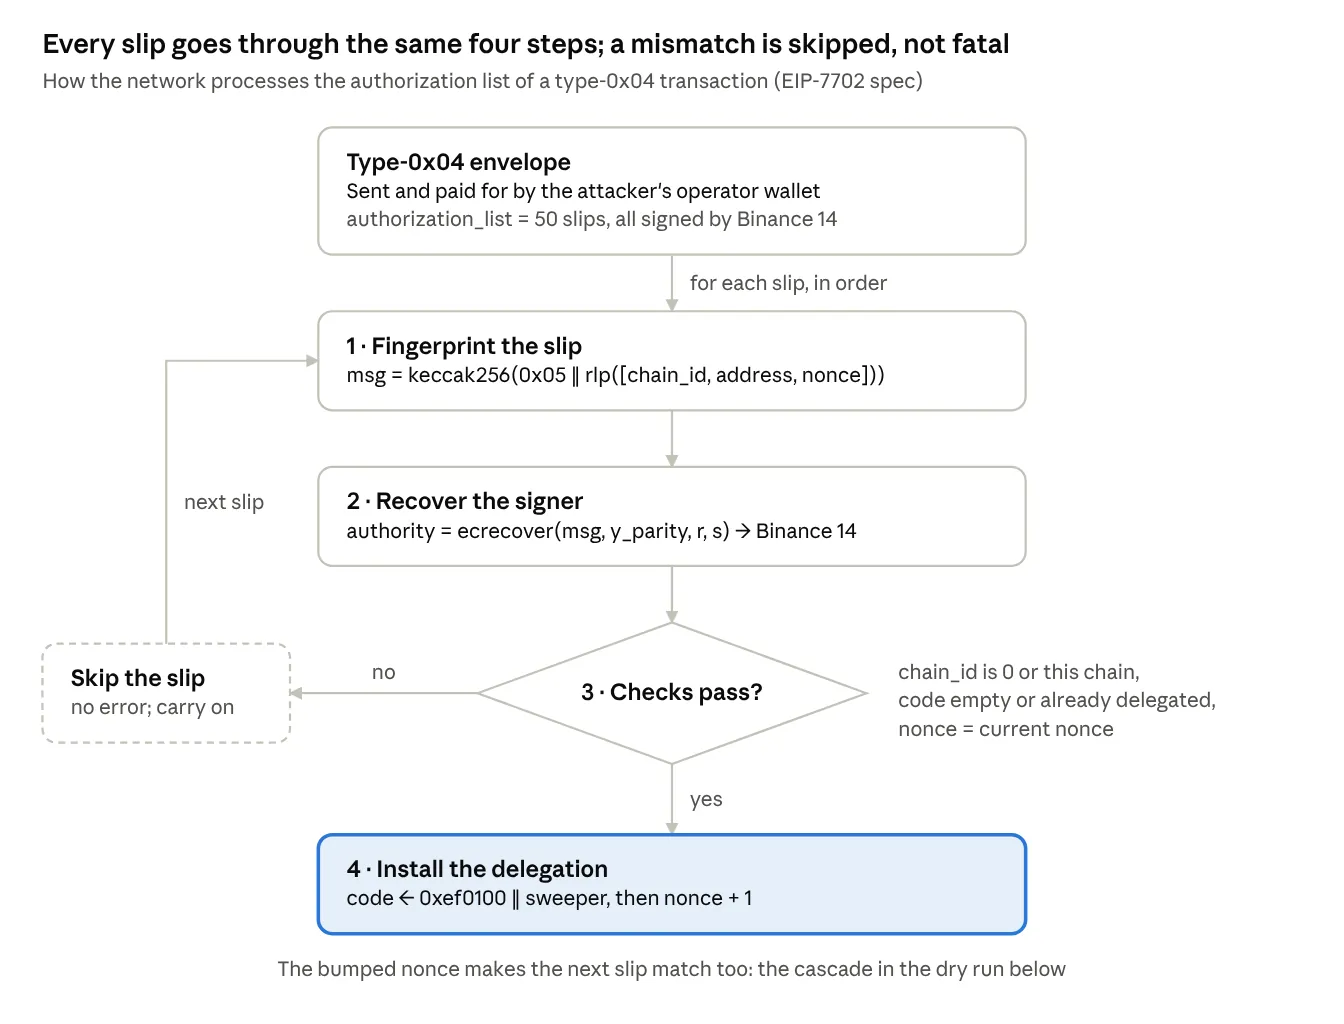 Every slip goes through the same four steps; a mismatch is skipped, not fatal
How the network processes the authorization list of a type-0x04 transaction (EIP-7702 spec)
Type-0x04 envelope
Sent and paid for by the attacker's operator wallet
authorization_list = 50 slips, all signed by Binance 14
for each slip, in order
1 · Fingerprint the slip
msg = keccak256(0x05 ‖ rlp([chain_id, address, nonce]))
next slip
2 · Recover the signer
authority = ecrecover(msg, y_parity, r, s) → Binance 14
Skip the slip
no error; carry on
no
3 · Checks pass?
chain_id is 0 or this chain,
code empty or already delegated,
nonce = current nonce
yes
4 · Install the delegation
code ← 0xef0100 ‖ sweeper, then nonce + 1
The bumped nonce makes the next slip match too: the cascade in the dry run below